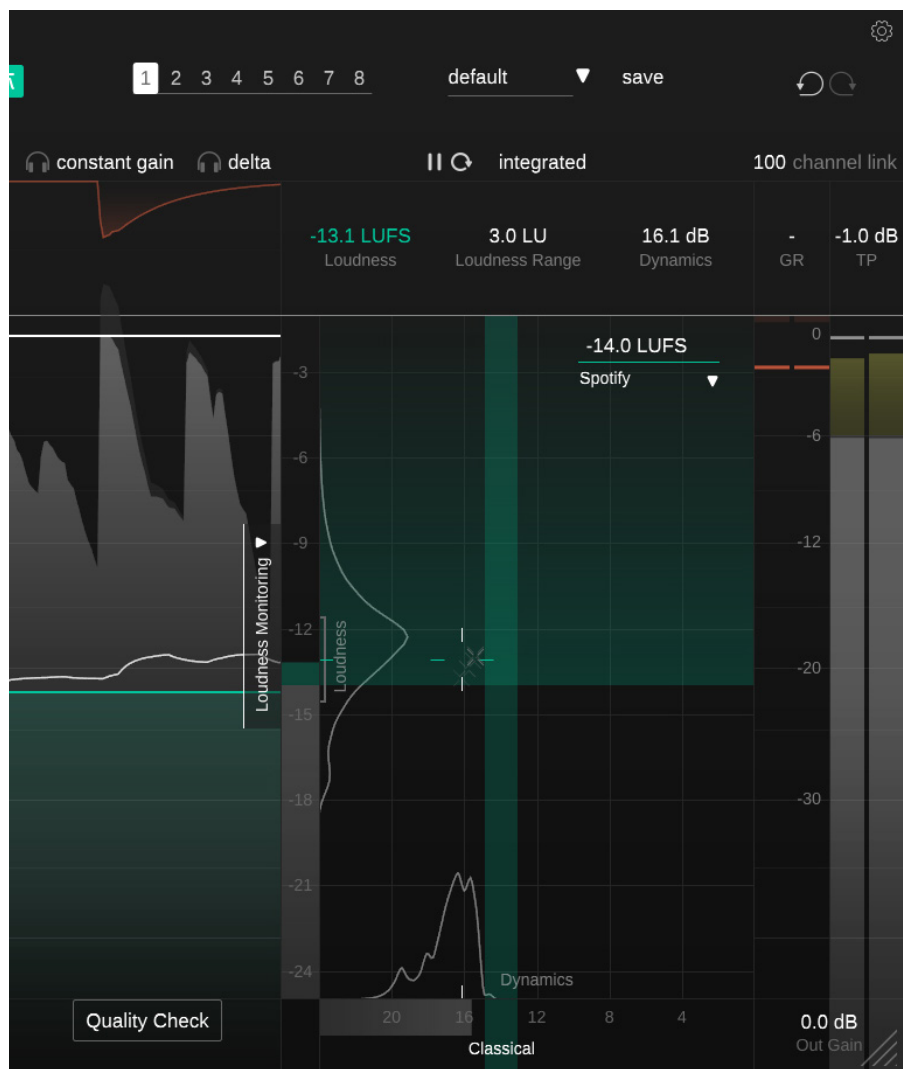 1 2 3 4 5 6 7 8
default
save
constant gain
delta
integrated
100 channel link
-13.1 LUFS
Loudness
3.0 LU
Loudness Range
16.1 dB
Dynamics
-
GR
-1.0 dB
TP
-14.0 LUFS
Spotify
-3
-6
-9
-12
-15
-18
-21
-24
Loudness Monitoring
Loudness
Dynamics
20 16 12 8 4
Classical
0
-6
-12
-20
-30
Quality Check
0.0 dB
Out Gain